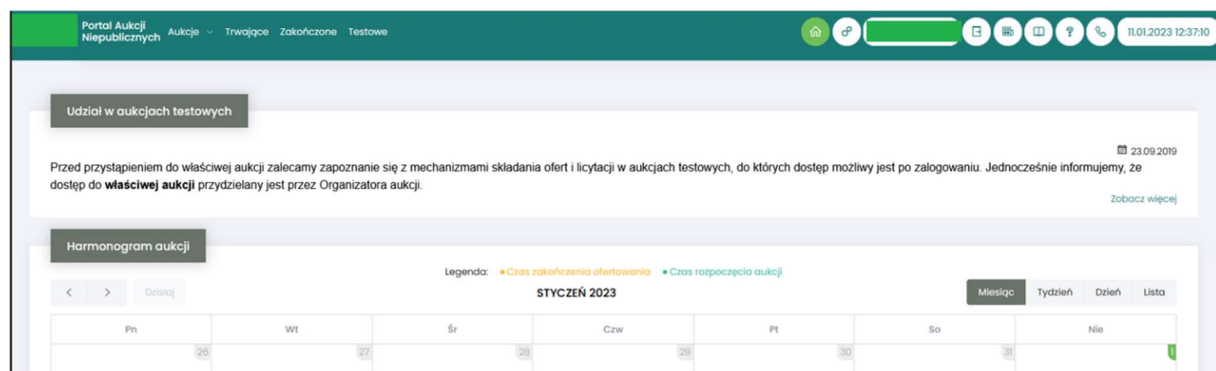 Portal Aukcji
Niepublicznych
Aukcje Trwające Zakończone Testowe
11.01.2023 12:37:10
Udział w aukcjach testowych
23.09.2019
Przed przystąpieniem do właściwej aukcji zalecamy zapoznanie się z mechanizmami składania ofert i licytacji w aukcjach testowych, do których dostęp możliwy jest po zalogowaniu. Jednocześnie informujemy, że
dostęp do właściwej aukcji przydzielany jest przez Organizatora aukcji.
Zobacz więcej
Harmonogram aukcji
Legenda: •Czas zakończenia ofertowania •Czas rozpoczęcia aukcji
< > Dzisiaj STYCZEŃ 2023 Miesiąc Tydzień Dzień Lista
Pn Wt Śr Czw Pt So Nie
26 27 28 29 30 31 1